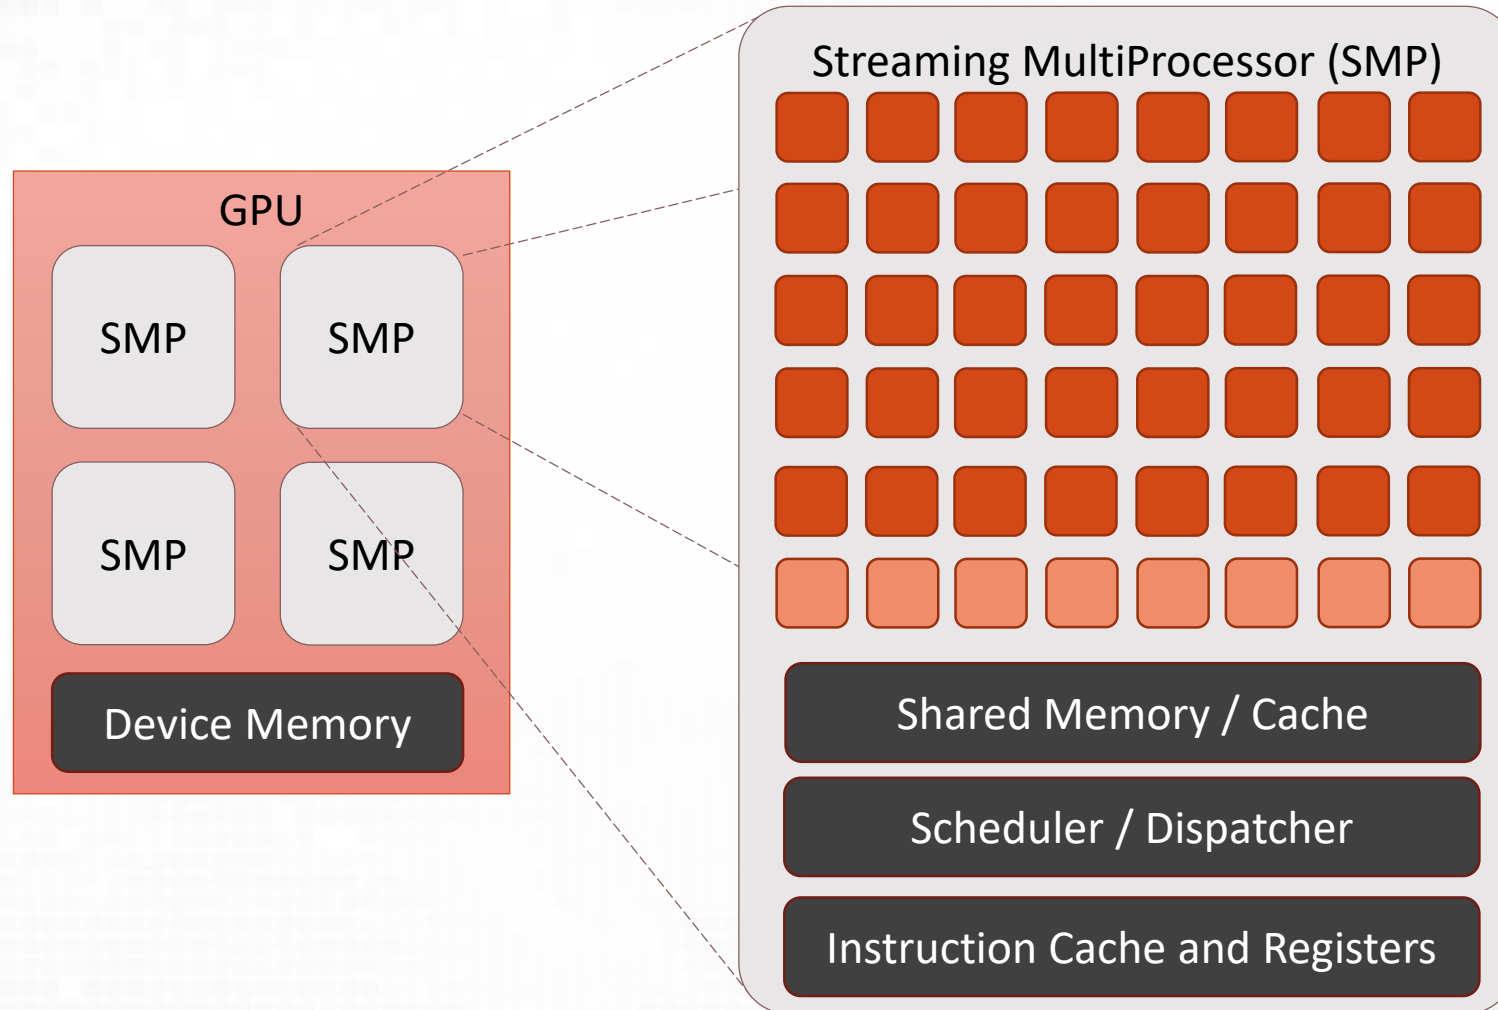 GPU
SMP
SMP
SMP
SMP
Device Memory
Streaming MultiProcessor (SMP)
Shared Memory / Cache
Scheduler / Dispatcher
Instruction Cache and Registers